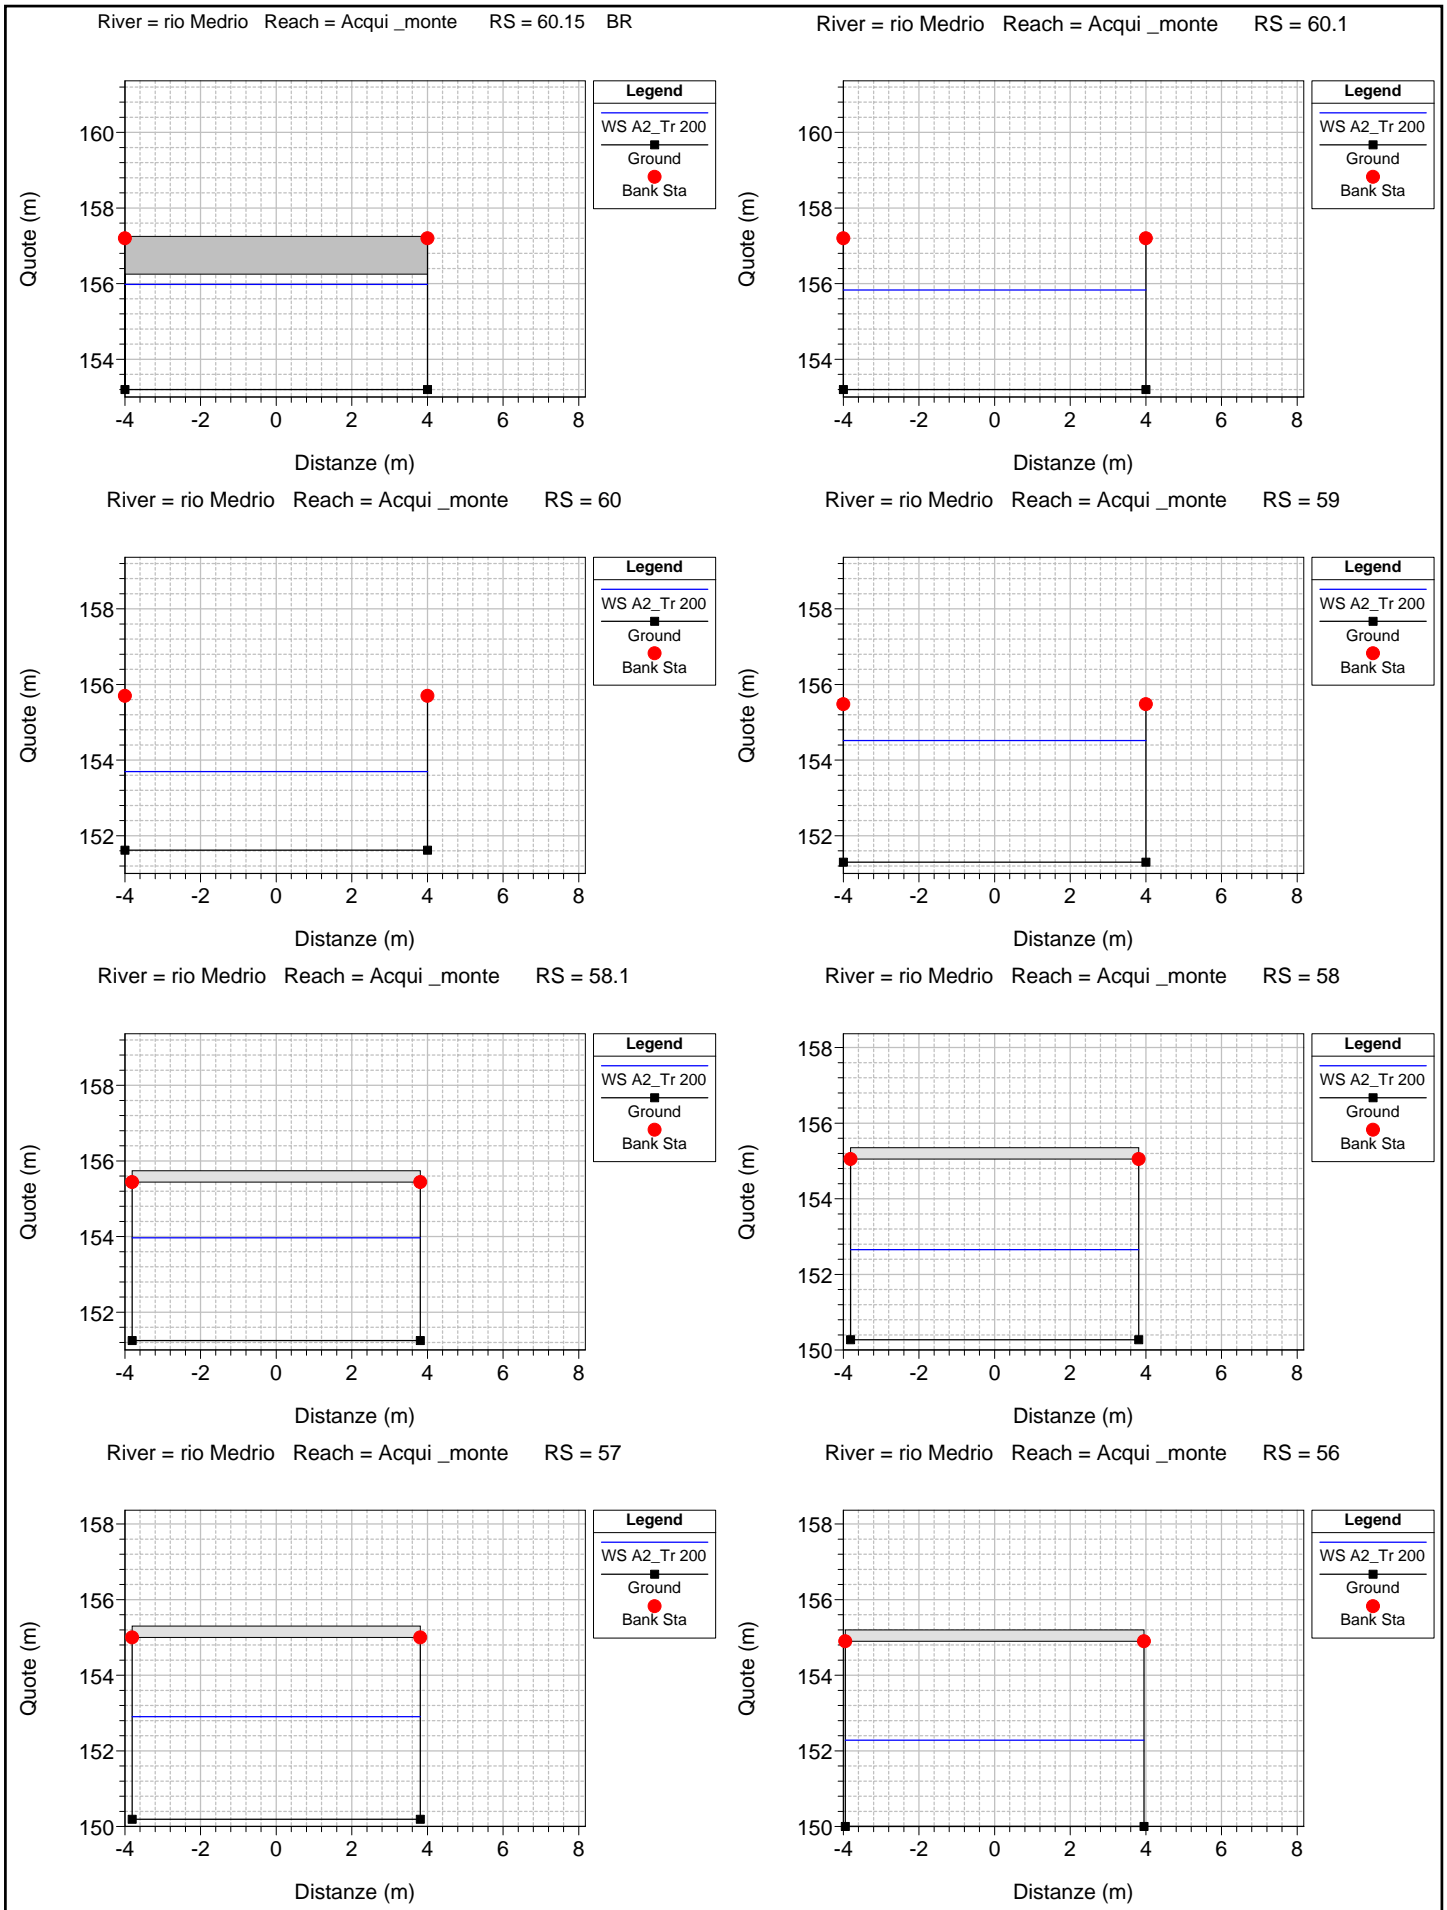 River = rio Medrio Reach = Acqui _monte RS = 60.15 BR
160
158
156
154
-4 -2 0 2 4 6 8
Quote (m)
Distanze (m)
Legend
WS A2_Tr 200
Ground
Bank Sta
River = rio Medrio Reach = Acqui _monte RS = 60.1
160
158
156
154
-4 -2 0 2 4 6 8
Quote (m)
Distanze (m)
Legend
WS A2_Tr 200
Ground
Bank Sta
River = rio Medrio Reach = Acqui _monte RS = 60
158
156
154
152
-4 -2 0 2 4 6 8
Quote (m)
Distanze (m)
Legend
WS A2_Tr 200
Ground
Bank Sta
River = rio Medrio Reach = Acqui _monte RS = 59
158
156
154
152
-4 -2 0 2 4 6 8
Quote (m)
Distanze (m)
Legend
WS A2_Tr 200
Ground
Bank Sta
River = rio Medrio Reach = Acqui _monte RS = 58.1
158
156
154
152
-4 -2 0 2 4 6 8
Quote (m)
Distanze (m)
Legend
WS A2_Tr 200
Ground
Bank Sta
River = rio Medrio Reach = Acqui _monte RS = 58
158
156
154
152
150
-4 -2 0 2 4 6 8
Quote (m)
Distanze (m)
Legend
WS A2_Tr 200
Ground
Bank Sta
River = rio Medrio Reach = Acqui _monte RS = 57
158
156
154
152
150
-4 -2 0 2 4 6 8
Quote (m)
Distanze (m)
Legend
WS A2_Tr 200
Ground
Bank Sta
River = rio Medrio Reach = Acqui _monte RS = 56
158
156
154
152
150
-4 -2 0 2 4 6 8
Quote (m)
Distanze (m)
Legend
WS A2_Tr 200
Ground
Bank Sta